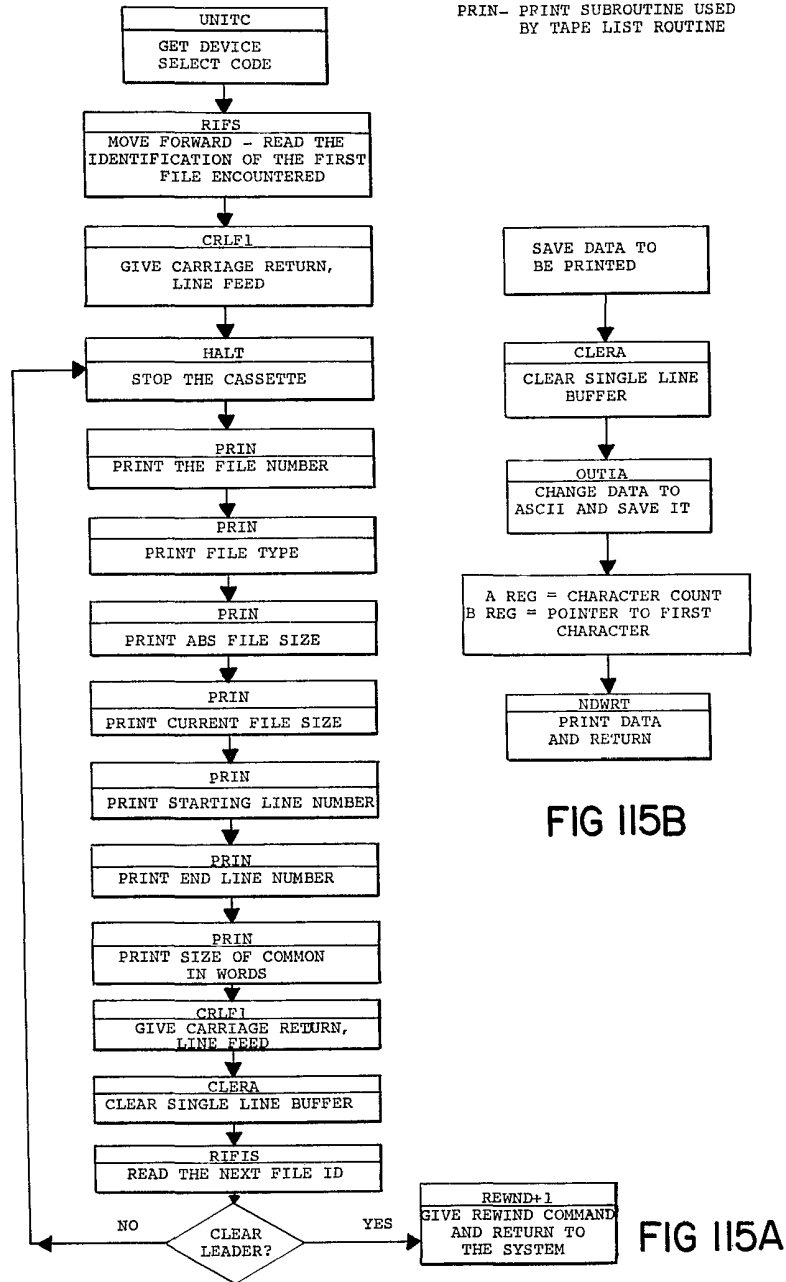 PRIN- PRINT SUBROUTINE USED
BY TAPE LIST ROUTINE
UNITC
GET DEVICE
SELECT CODE
RIFS
MOVE FORWARD - READ THE
IDENTIFICATION OF THE FIRST
FILE ENCOUNTERED
CRLF1
GIVE CARRIAGE RETURN,
LINE FEED
HALT
STOP THE CASSETTE
PRIN
PRINT THE FILE NUMBER
PRIN
PRINT FILE TYPE
PRIN
PRINT ABS FILE SIZE
PRIN
PRINT CURRENT FILE SIZE
PRIN
PRINT STARTING LINE NUMBER
PRIN
PRINT END LINE NUMBER
PRIN
PRINT SIZE OF COMMON
IN WORDS
CRLF1
GIVE CARRIAGE RETURN,
LINE FEED
CLERA
CLEAR SINGLE LINE BUFFER
RIFIS
READ THE NEXT FILE ID
NO
CLEAR
LEADER?
YES
REWND+1
GIVE REWIND COMMAND
AND RETURN TO
THE SYSTEM
FIG 115A
SAVE DATA TO
BE PRINTED
CLERA
CLEAR SINGLE LINE
BUFFER
OUTIA
CHANGE DATA TO
ASCII AND SAVE IT
A REG = CHARACTER COUNT
B REG = POINTER TO FIRST
CHARACTER
NDWRT
PRINT DATA
AND RETURN
FIG 115B